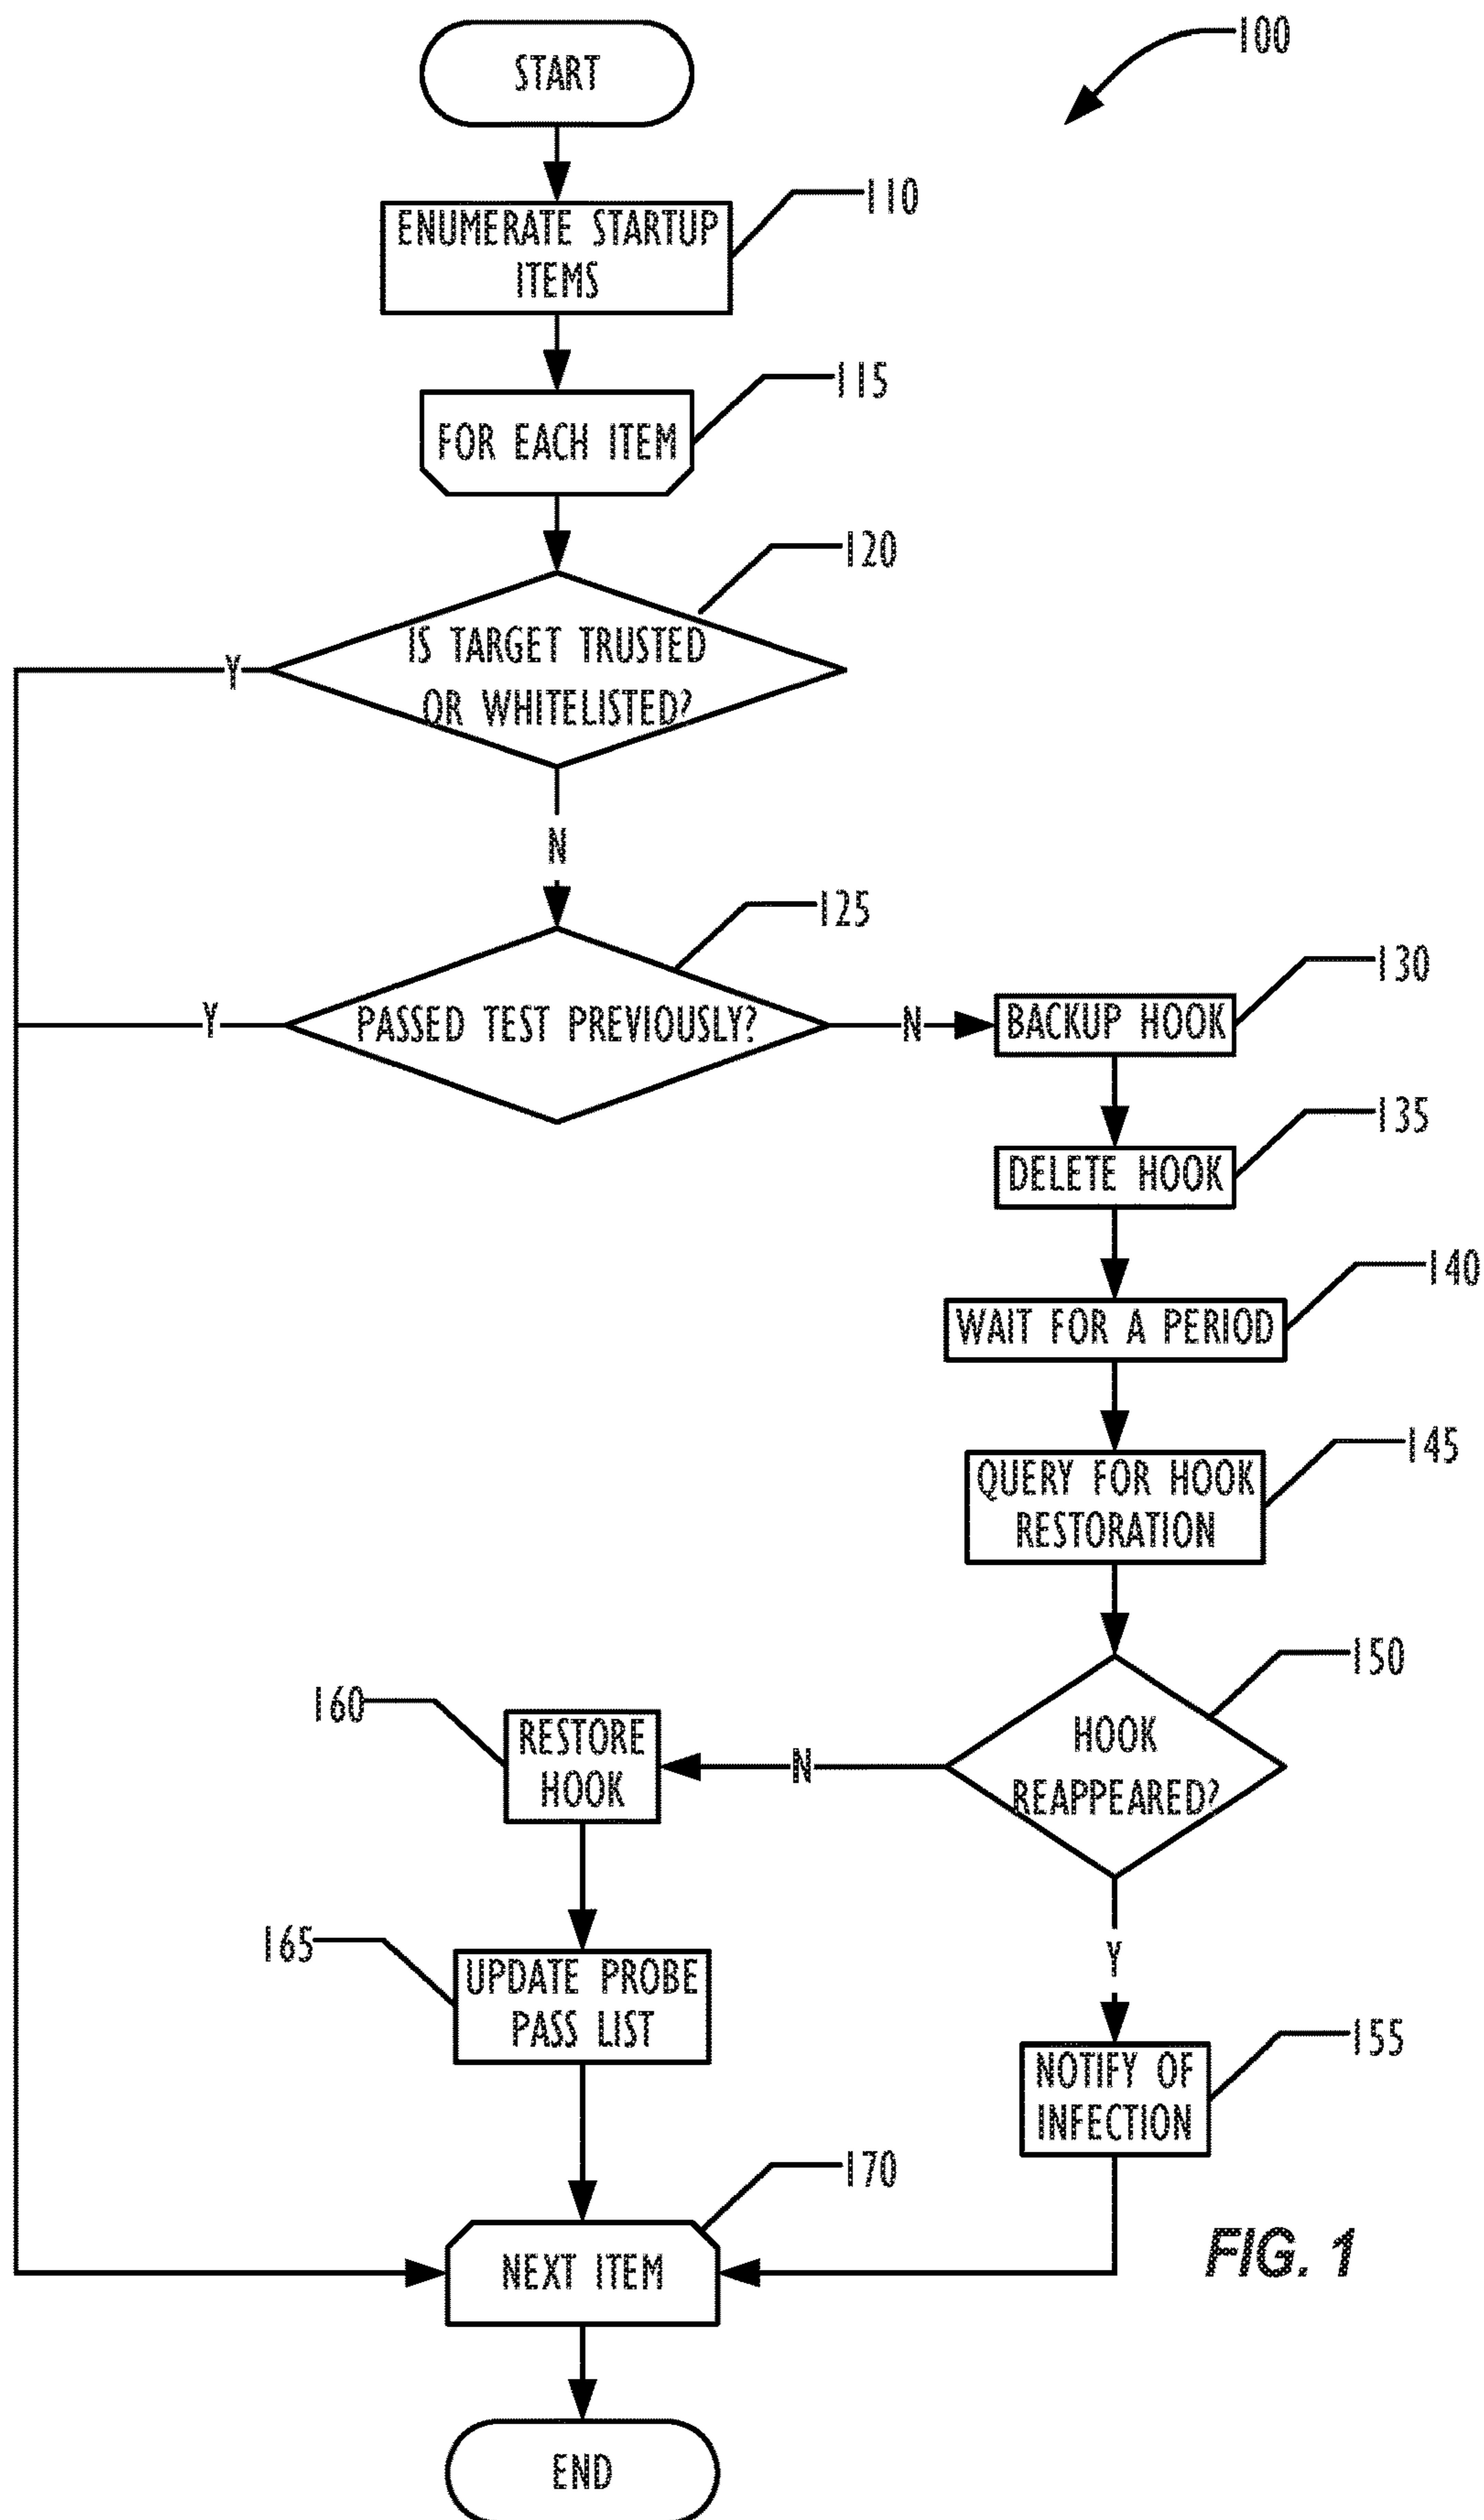 100
START
110
ENUMERATE STARTUP
ITEMS
115
FOR EACH ITEM
120
IS TARGET TRUSTED
OR WHITELISTED?
Y
N
125
PASSED TEST PREVIOUSLY?
Y
N
130
BACKUP HOOK
135
DELETE HOOK
140
WAIT FOR A PERIOD
145
QUERY FOR HOOK
RESTORATION
150
HOOK
REAPPEARED?
N
160
RESTORE
HOOK
165
UPDATE PROBE
PASS LIST
Y
155
NOTIFY OF
INFECTION
170
NEXT ITEM
FIG. 1
END